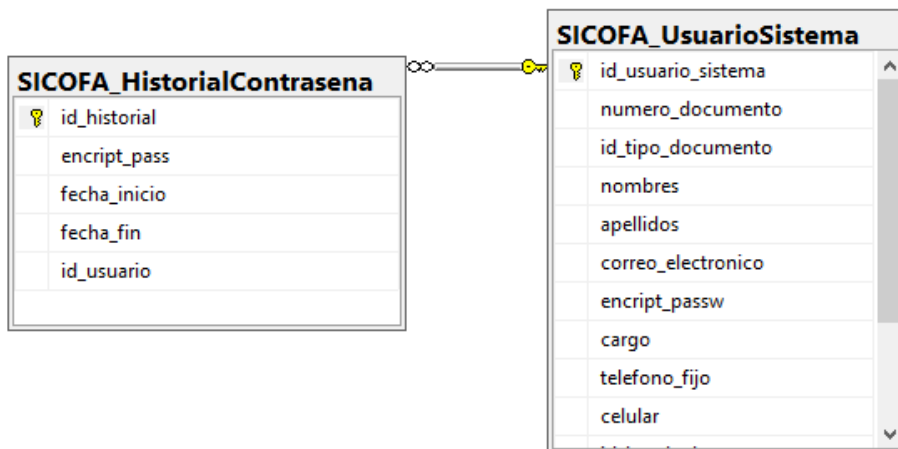 SICOFA_HistorialContrasena
id_historial
encript_pass
fecha_inicio
fecha_fin
id_usuario
SICOFA_UsuarioSistema
id_usuario_sistema
numero_documento
id_tipo_documento
nombres
apellidos
correo_electronico
encript_passw
cargo
telefono_fijo
celular